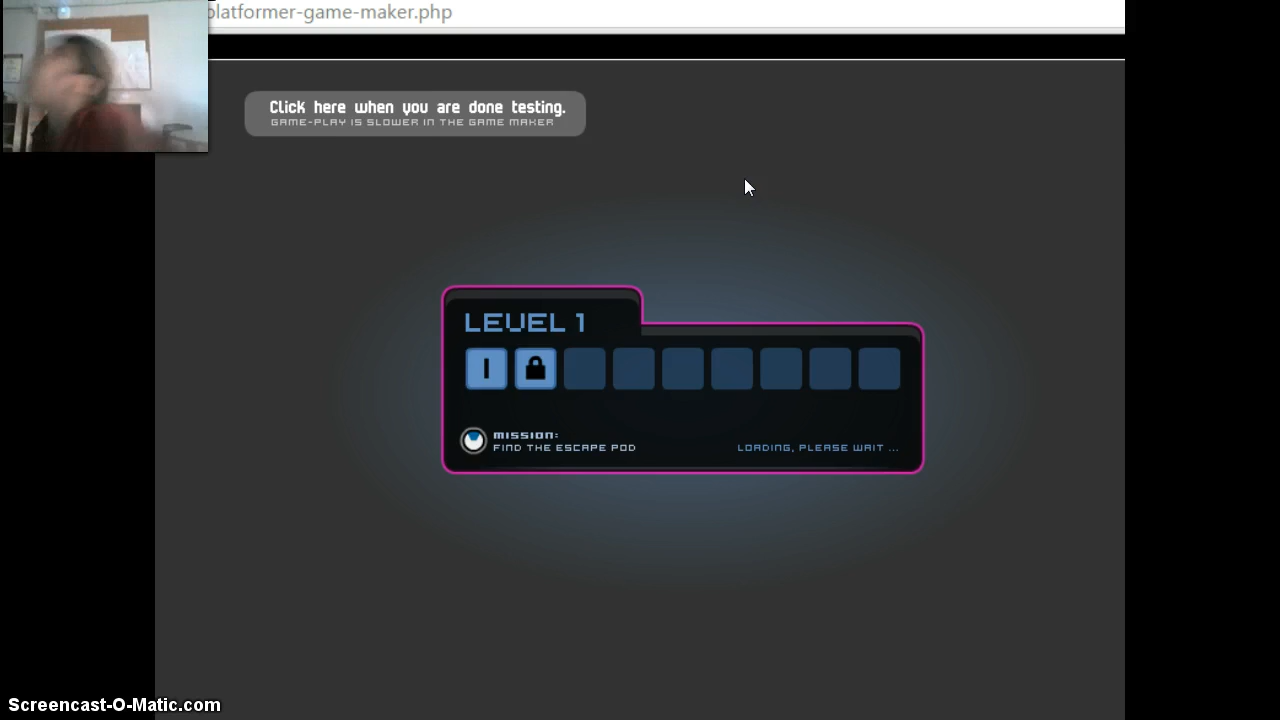 platformer-game-maker.php
Click here when you are done testing.
GAME-PLAY IS SLOWER IN THE GAME MAKER
LEVEL 1
1
MISSION:
FIND THE ESCAPE POD
LOADING, PLEASE WAIT ...
Screencast-O-Matic.com